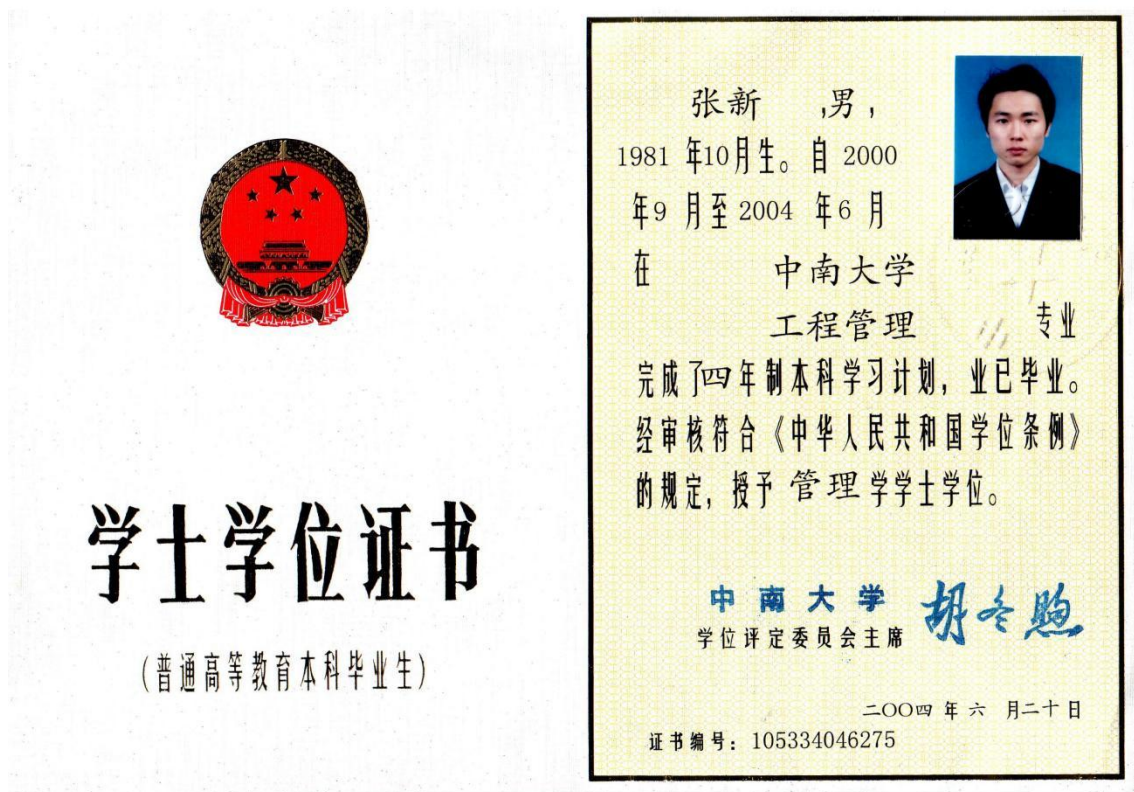 学士学位证书
(普通高等教育本科毕业生)
张新 ,男,
1981 年10月生。自 2000
年9 月至 2004 年6 月
在 中南大学
工程管理 专业
完成了四年制本科学习计划，业已毕业。
经审核符合《中华人民共和国学位条例》
的规定，授予 管理 学学士学位。
中南大学 胡冬煦
学位评定委员会主席
二〇〇四 年 六 月二十日
证书编号：105334046275